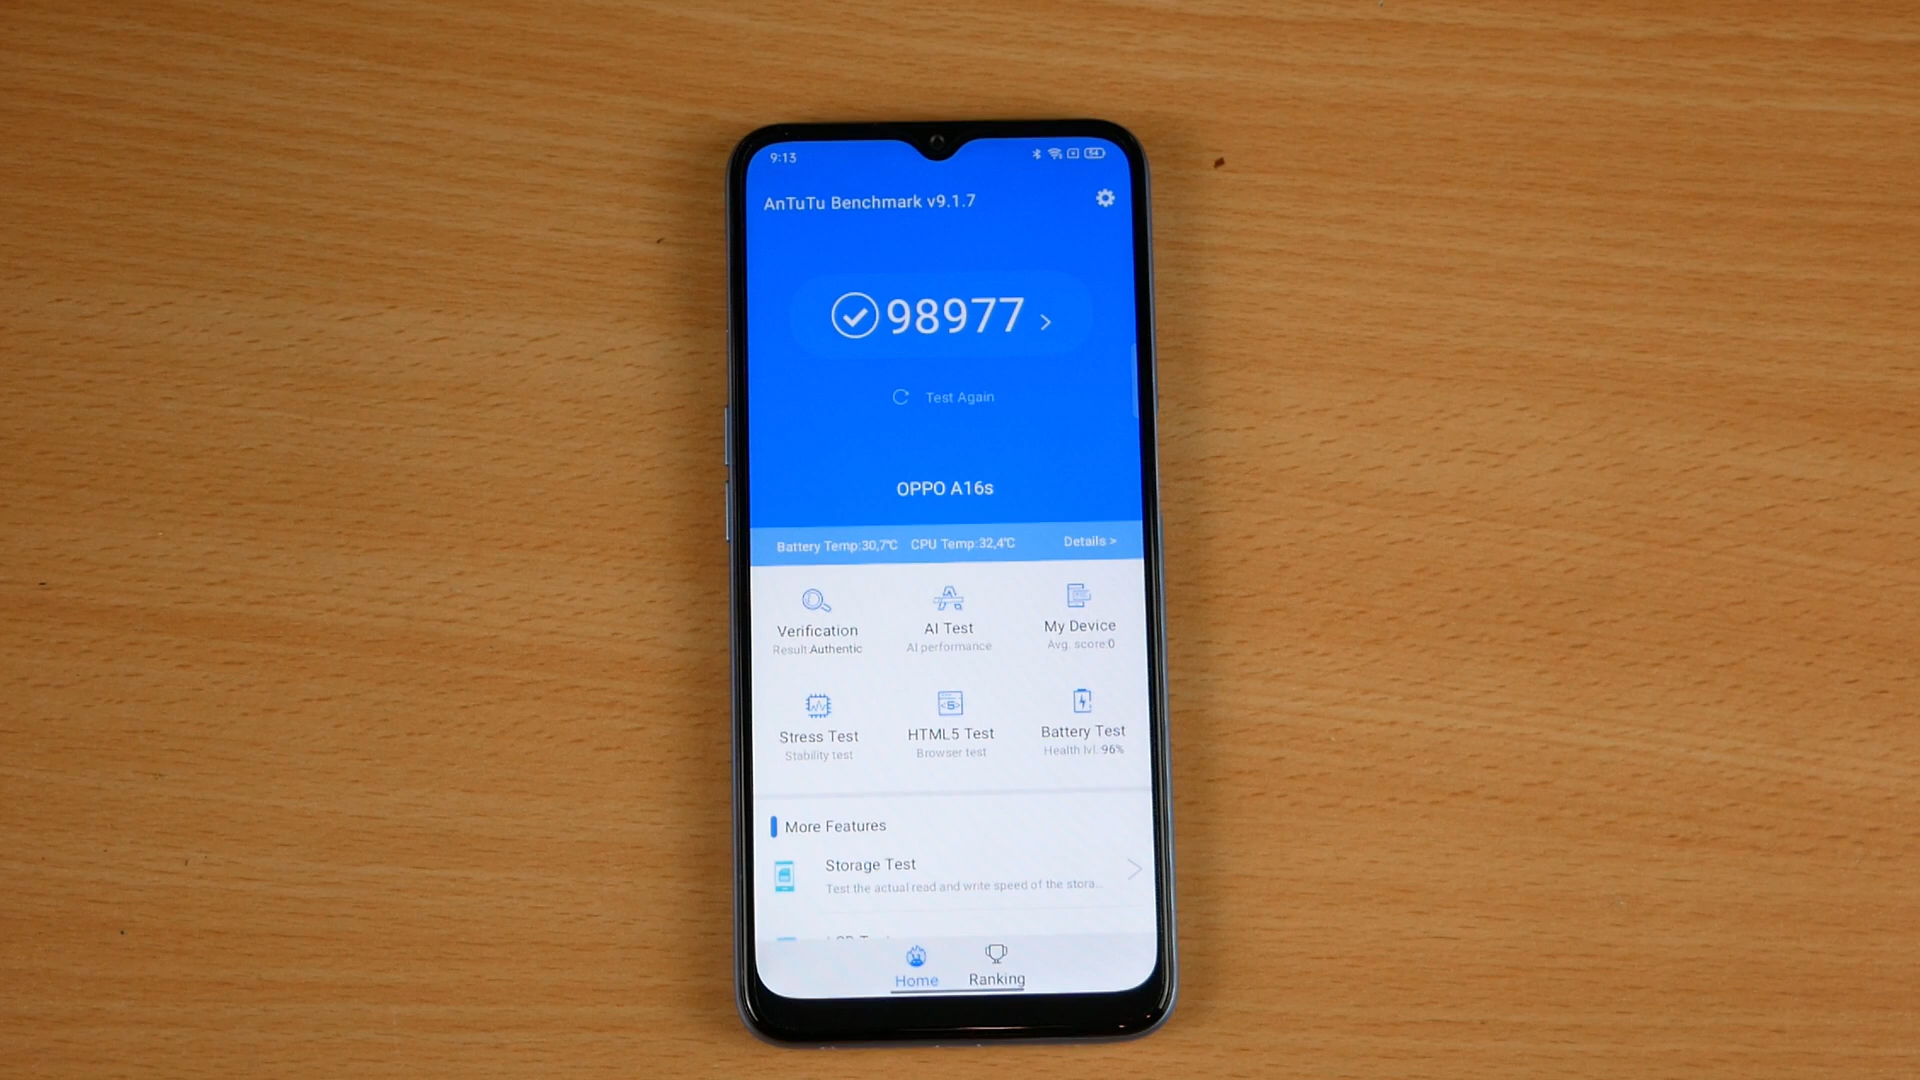 9:13
54
AnTuTu Benchmark v9.1.7
98977 >
Test Again
OPPO A16s
Battery Temp:30,7℃ CPU Temp:32,4℃ Details >
Verification AI Test My Device
Result:Authentic AI performance Avg. score:0
Stress Test HTML5 Test Battery Test
Stability test Browser test Health lvl. 96%
More Features
Storage Test
Test the actual read and write speed of the stora...
Home Ranking